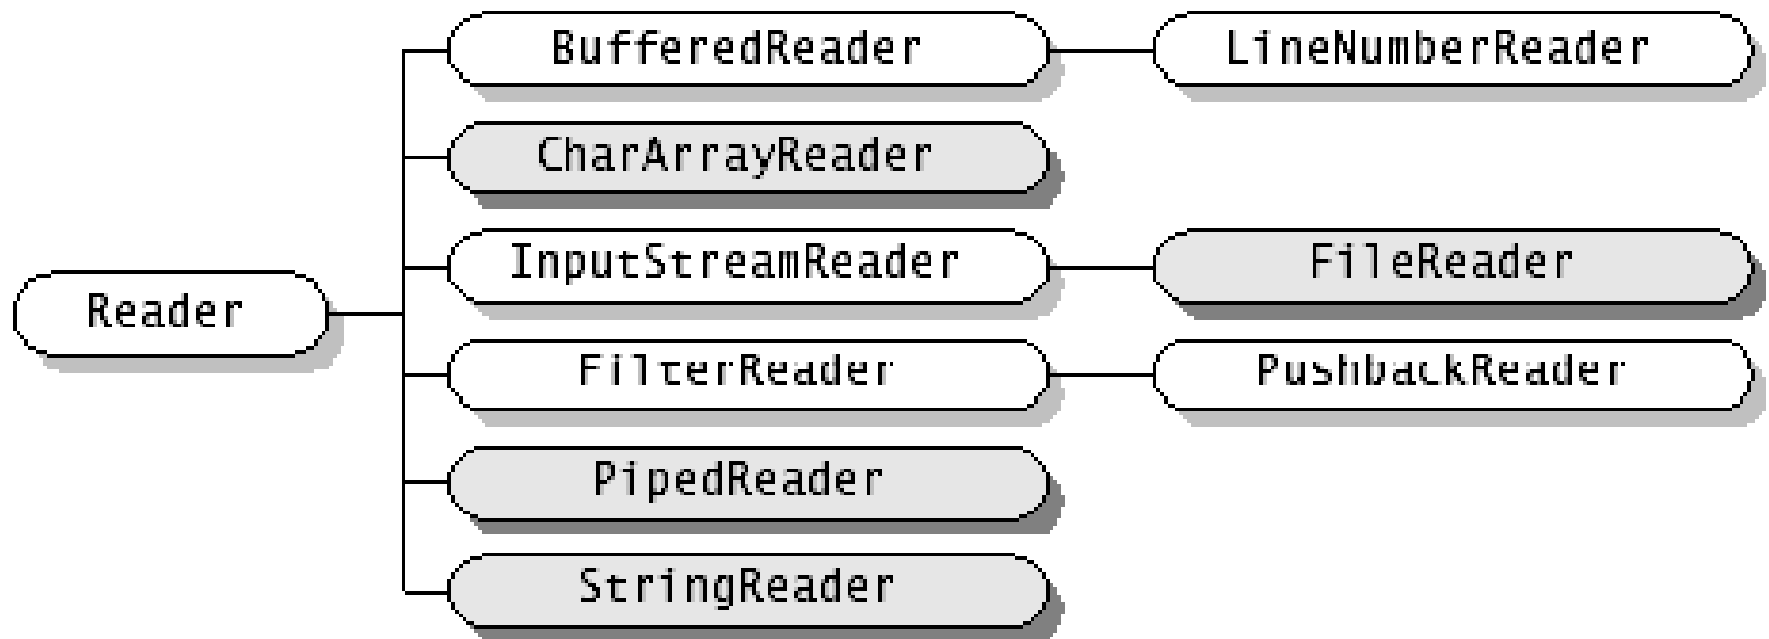 BufferedReader LineNumberReader
CharArrayReader
InputStreamReader FileReader
Reader
FilterReader PushbackReader
PipedReader
StringReader